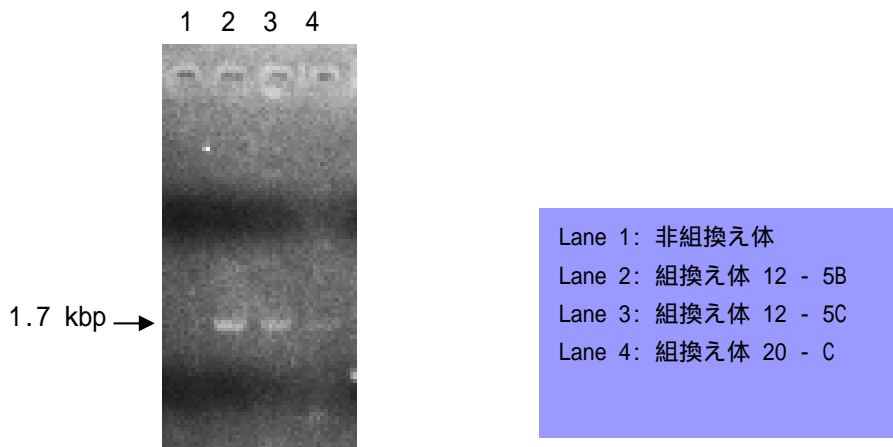 1 2 3 4
1.7 kbp
Lane 1: 非組換え体
Lane 2: 組換え体 12 - 5B
Lane 3: 組換え体 12 - 5C
Lane 4: 組換え体 20 - C